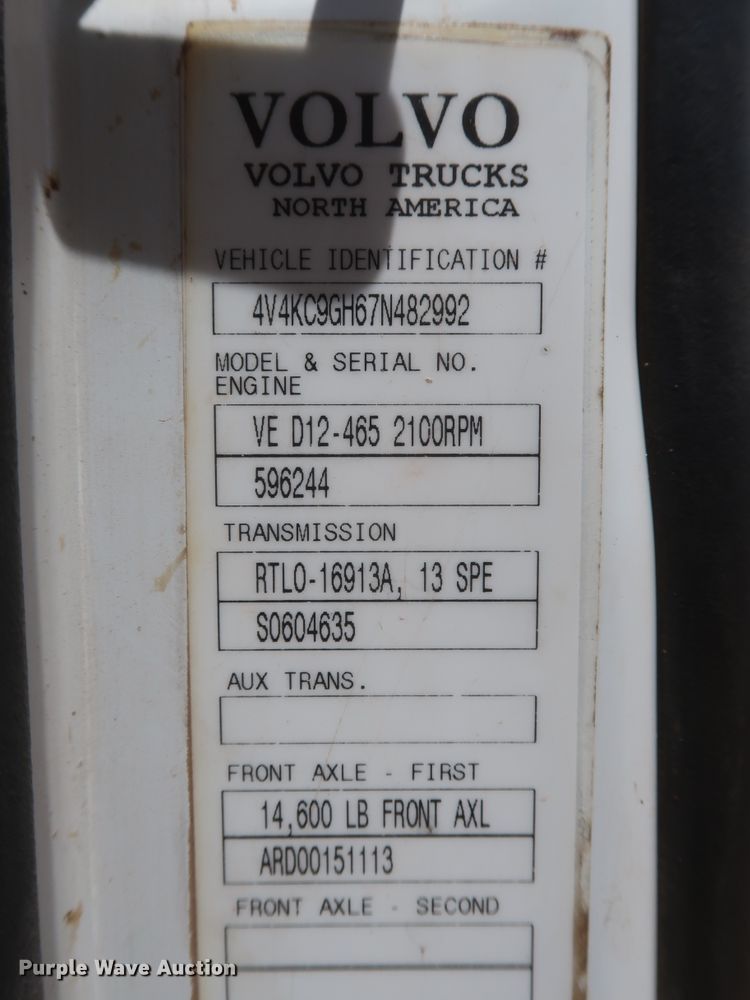 VOLVO
VOLVO TRUCKS
NORTH AMERICA
VEHICLE IDENTIFICATION #
4V4KC9GH67N482992
MODEL & SERIAL NO.
ENGINE
VE D12-465 2100RPM
596244
TRANSMISSION
RTLO-16913A, 13 SPE
S0604635
AUX TRANS.
FRONT AXLE - FIRST
14,600 LB FRONT AXL
ARD00151113
FRONT AXLE - SECOND
Purple Wave Auction